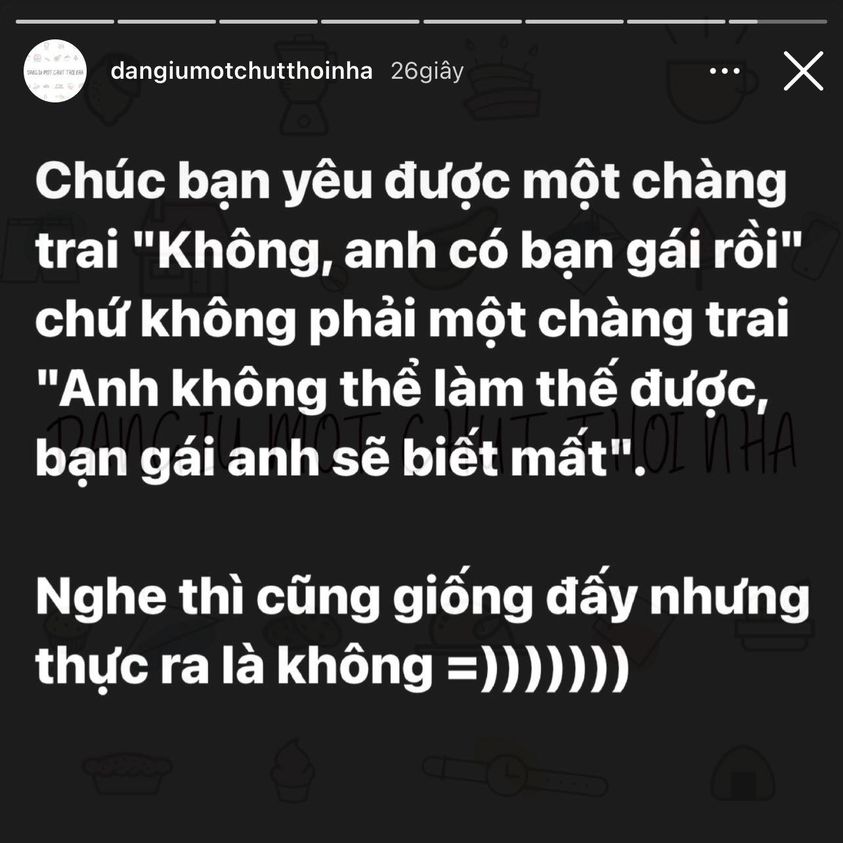 dangiumotchutthoinha 26giây
Chúc bạn yêu được một chàng
trai "Không, anh có bạn gái rồi"
chứ không phải một chàng trai
"Anh không thể làm thế được,
bạn gái anh sẽ biết mất".
DANGIU MOT CHUT THOI NHA
Nghe thì cũng giống đấy nhưng
thực ra là không =)))))))